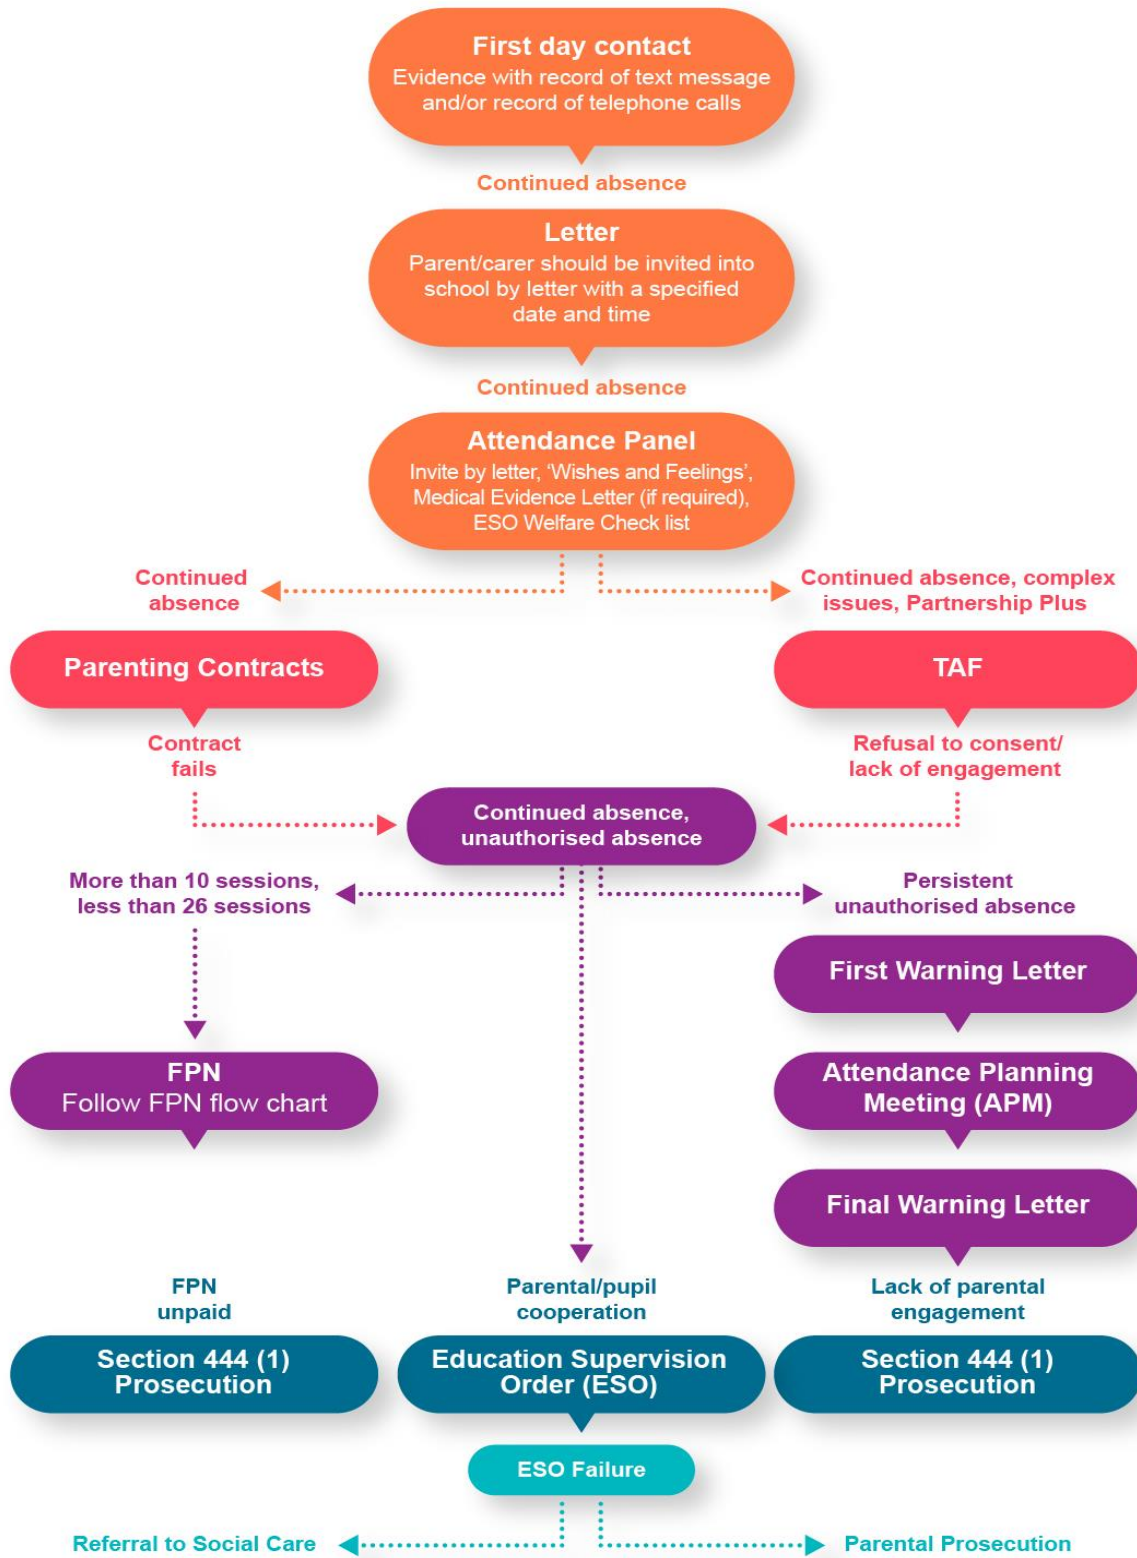 First day contact
Evidence with record of text message
and/or record of telephone calls
Continued absence
Letter
Parent/carer should be invited into
school by letter with a specified
date and time
Continued absence
Attendance Panel
Invite by letter, ‘Wishes and Feelings’,
Medical Evidence Letter (if required),
ESO Welfare Check list
Continued
absence
Continued absence, complex
issues, Partnership Plus
Parenting Contracts
TAF
Contract
fails
Refusal to consent/
lack of engagement
Continued absence,
unauthorised absence
More than 10 sessions,
less than 26 sessions
Persistent
unauthorised absence
First Warning Letter
FPN
Follow FPN flow chart
Attendance Planning
Meeting (APM)
Final Warning Letter
FPN
unpaid
Parental/pupil
cooperation
Lack of parental
engagement
Section 444 (1)
Prosecution
Education Supervision
Order (ESO)
Section 444 (1)
Prosecution
ESO Failure
Referral to Social Care
Parental Prosecution